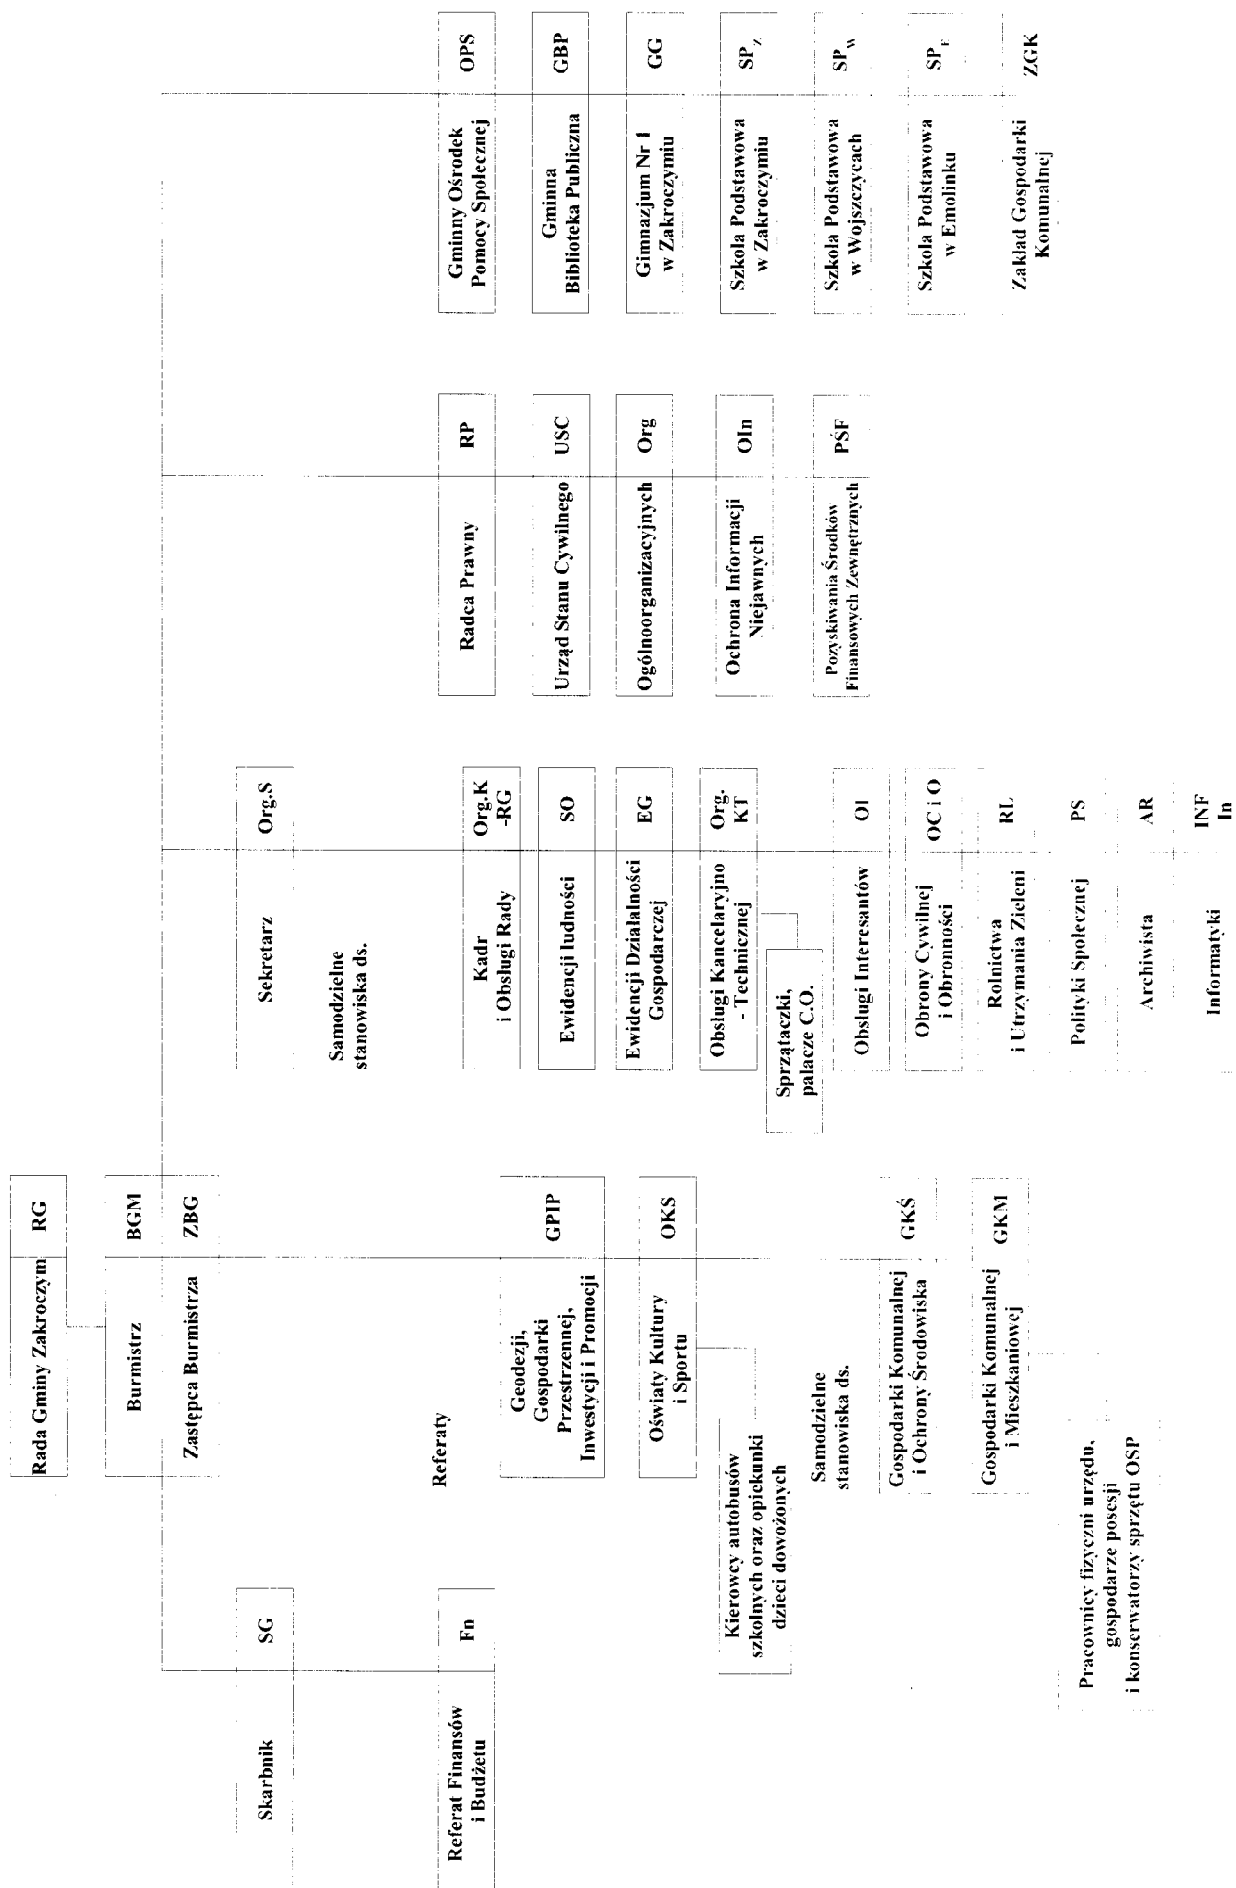 Rada Gminy Zakroczym
RG
Burmistrz
BGM
Zastępca Burmistrza
ZBG
Skarbnik
SG
Referat Finansów
i Budżetu
Fn
Referaty
Geodezji,
Gospodarki
Przestrzennej,
Inwestycji i Promocji
GPIP
Oświaty Kultury
i Sportu
OKS
Kierowcy autobusów
szkolnych oraz opiekunki
dzieci dowożonych
Samodzielne
stanowiska ds.
Gospodarki Komunalnej
i Ochrony Środowiska
GKŚ
Gospodarki Komunalnej
i Mieszkaniowej
GKM
Pracownicy fizyczni urzędu,
gospodarze posesji
i konserwatorzy sprzętu OSP
Sekretarz
Org.S
Samodzielne
stanowiska ds.
Kadr
i Obsługi Rady
Org.K
-RG
Ewidencji ludności
SO
Ewidencji Działalności
Gospodarczej
EG
Obsługi Kancelaryjno
- Technicznej
Org.
KT
Sprzątaczki,
palacze C.O.
Obsługi Interesantów
OI
Obrony Cywilnej
i Obronności
OC i O
Rolnictwa
i Utrzymania Zieleni
RL
Polityki Społecznej
PS
Archiwista
AR
Informatyki
INF
In
Radca Prawny
RP
Urząd Stanu Cywilnego
USC
Ogólnoorganizacyjnych
Org
Ochrona Informacji
Niejawnych
OIn
Pozyskiwania Środków
Finansowych Zewnętrznych
PŚF
Gminny Ośrodek
Pomocy Społecznej
OPS
Gminna
Biblioteka Publiczna
GBP
Gimnazjum Nr 1
w Zakroczymiu
GG
Szkoła Podstawowa
w Zakroczymiu
SP Z
Szkoła Podstawowa
w Wojszczycach
SP W
Szkoła Podstawowa
w Emolinku
SP E
Zakład Gospodarki
Komunalnej
ZGK